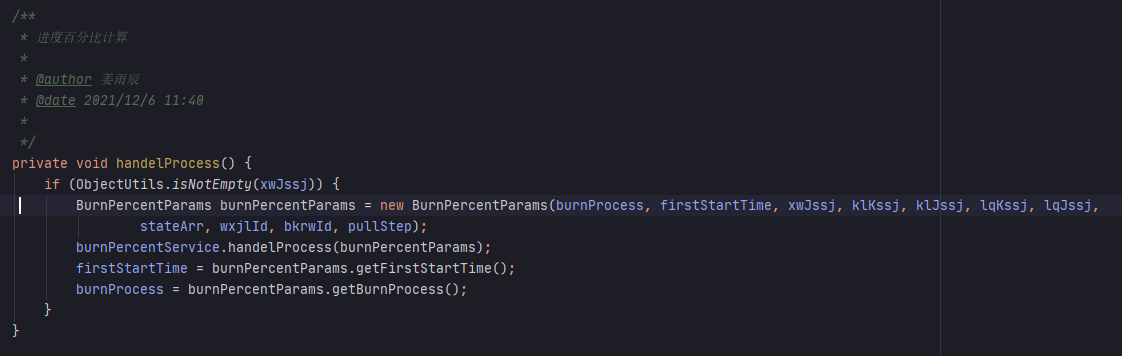 /**
 * 进度百分比计算
 *
 * @author 姜雨辰
 * @date 2021/12/6 11:40
 *
 */
private void handelProcess() {
    if (ObjectUtils.isNotEmpty(xwJssj)) {
        BurnPercentParams burnPercentParams = new BurnPercentParams(burnProcess, firstStartTime, xwJssj, klKssj, klJssj, lqKssj, lqJssj,
                stateArr, wxjlId, bkrwId, pullStep);
        burnPercentService.handelProcess(burnPercentParams);
        firstStartTime = burnPercentParams.getFirstStartTime();
        burnProcess = burnPercentParams.getBurnProcess();
    }
}